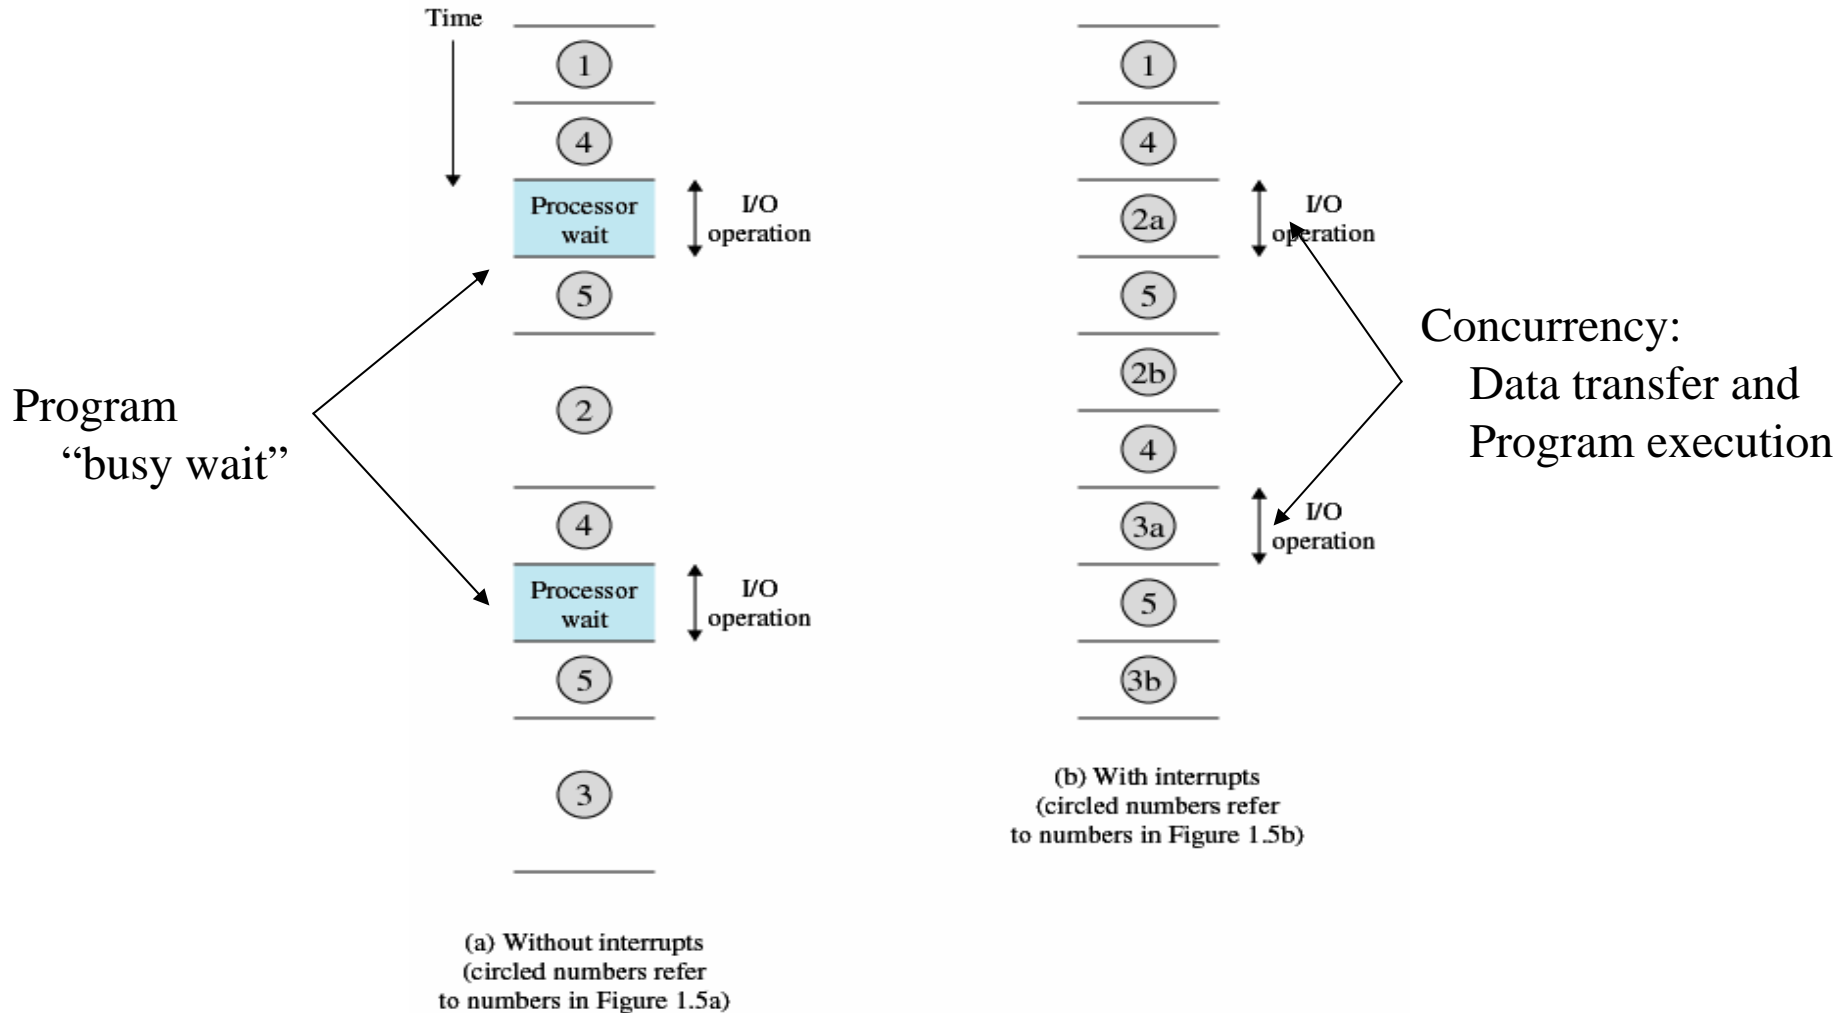 Time
1
4
Processor
wait
I/O
operation
5
2
4
Processor
wait
I/O
operation
5
3
(a) Without interrupts
(circled numbers refer
to numbers in Figure 1.5a)
Program
“busy wait”
1
4
2a
I/O
operation
5
2b
4
3a
I/O
operation
5
3b
(b) With interrupts
(circled numbers refer
to numbers in Figure 1.5b)
Concurrency:
Data transfer and
Program execution